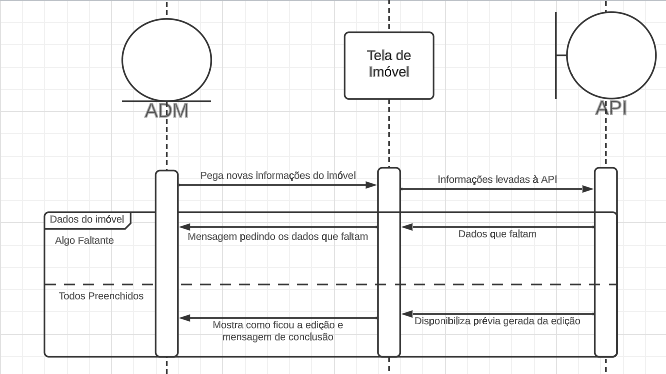 Tela de
Imóvel
ADM
API
Pega novas informações do imóvel
Informações levadas à API
Dados do imóvel
Algo Faltante
Mensagem pedindo os dados que faltam
Dados que faltam
Todos Preenchidos
Disponibiliza prévia gerada da edição
Mostra como ficou a edição e
mensagem de conclusão